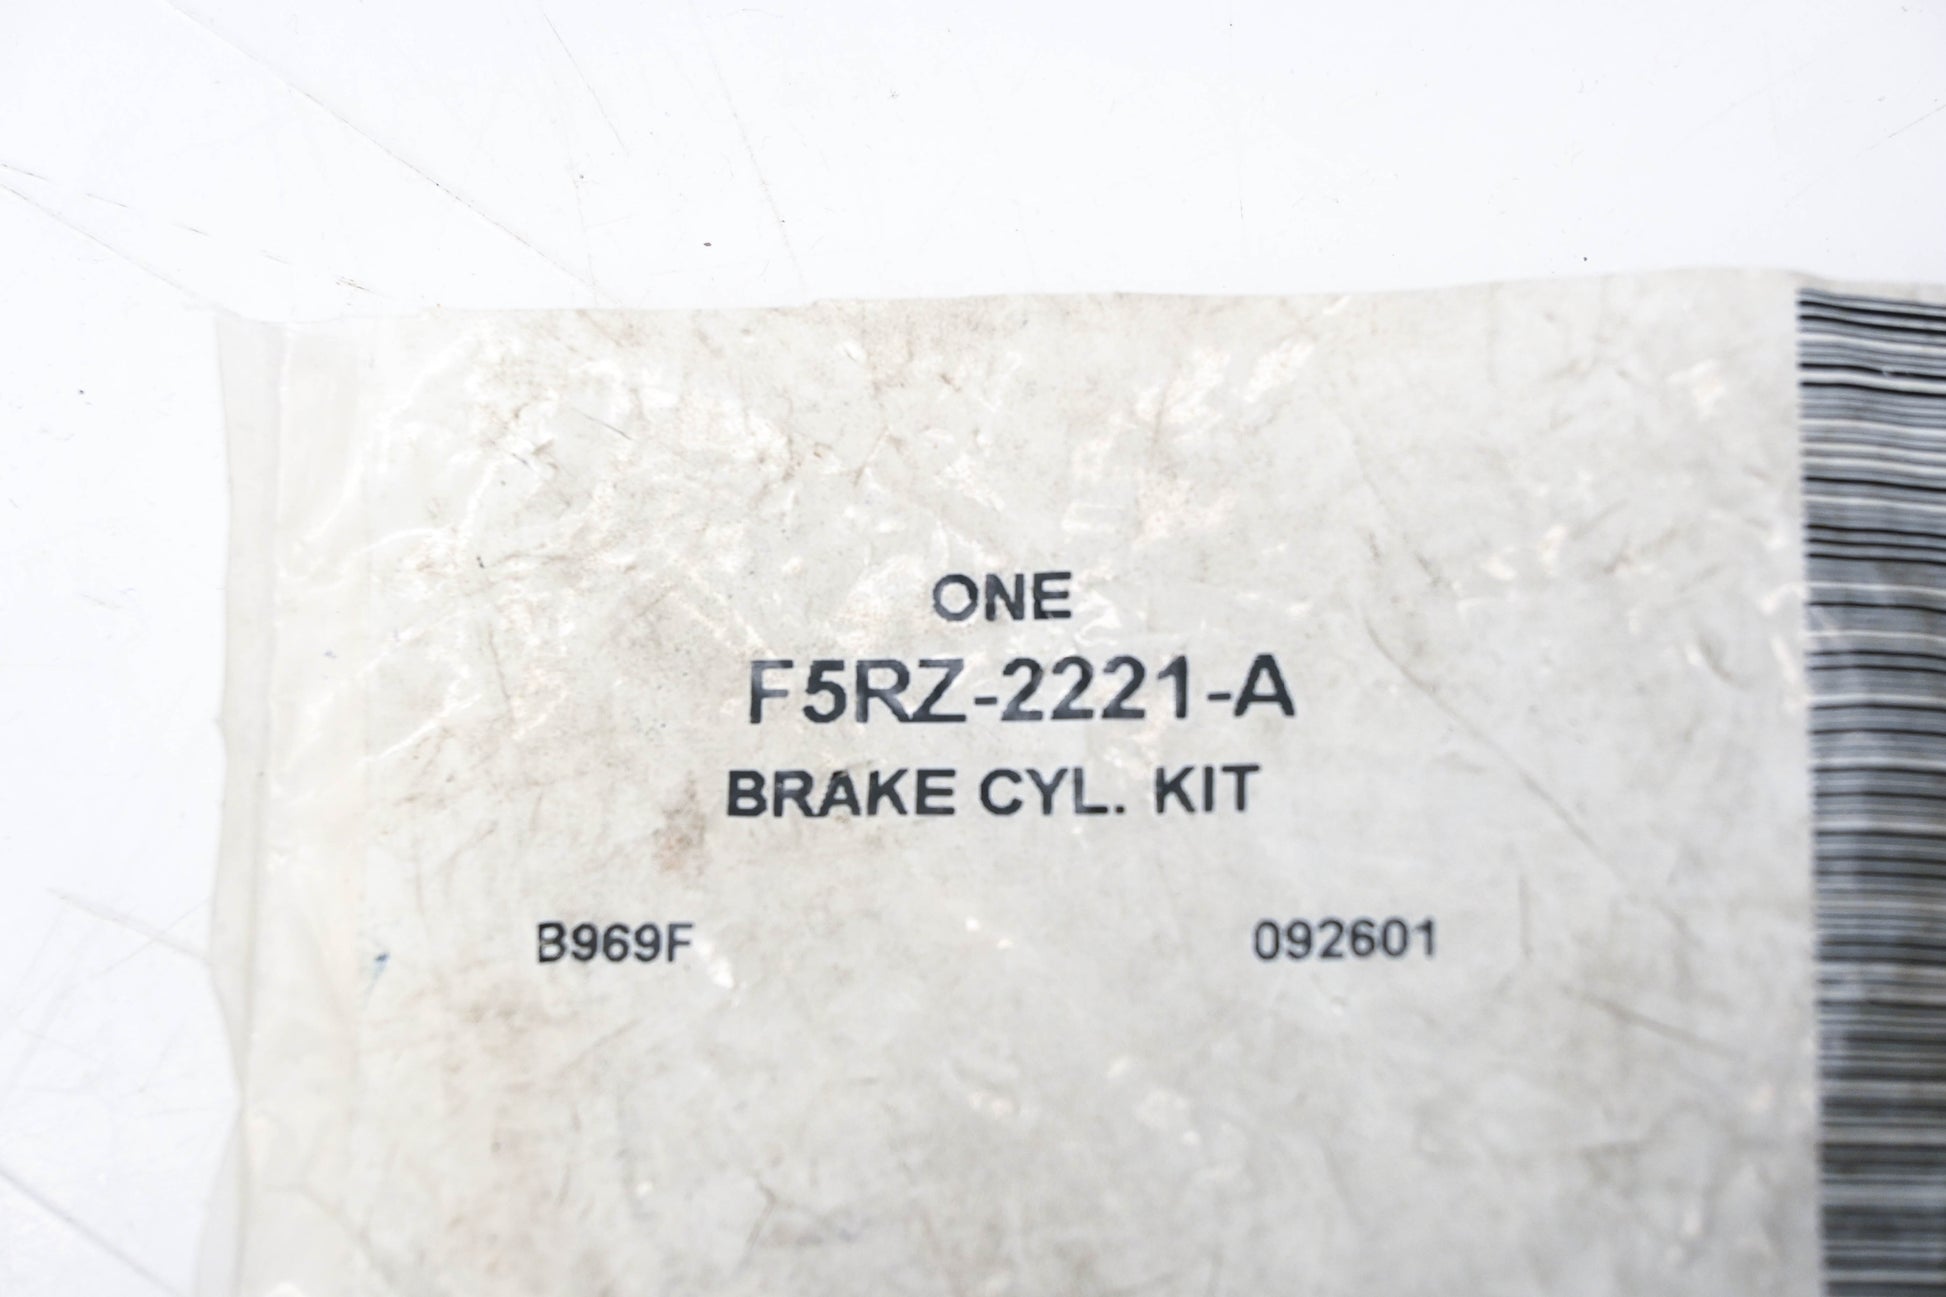 ONE
F5RZ-2221-A
BRAKE CYL. KIT
B969F 092601